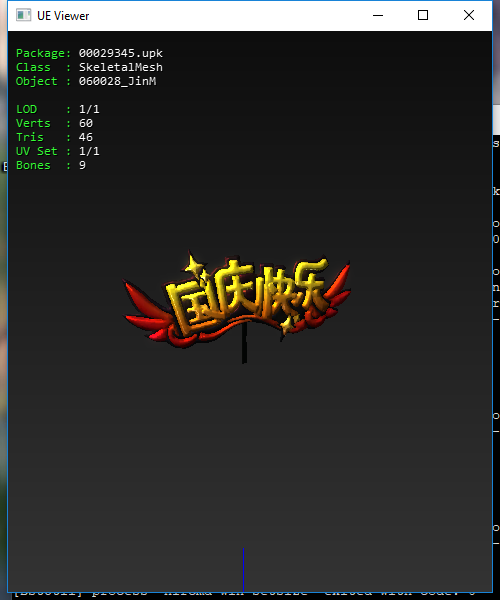 UE Viewer
Package: 00029345.upk
Class : SkeletalMesh
Object : 060028_JinM
LOD : 1/1
Verts : 60
Tris : 46
UV Set : 1/1
Bones : 9
国庆快乐